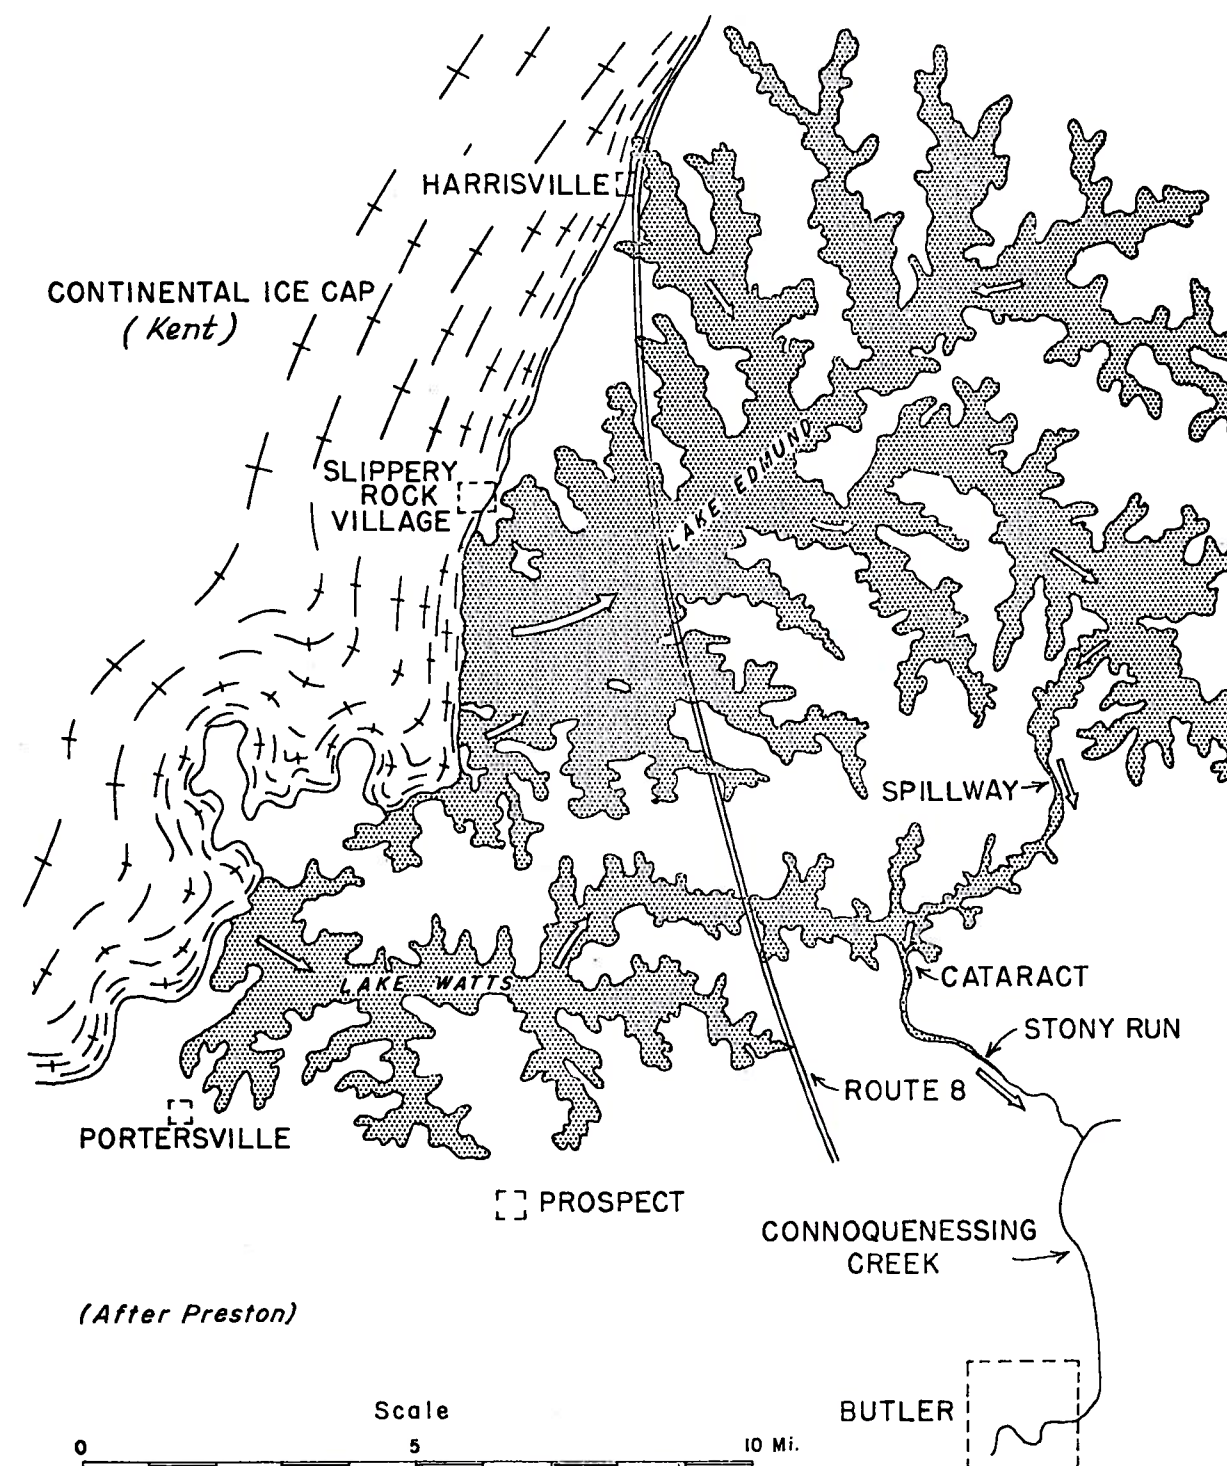 HARRISVILLE
CONTINENTAL ICE CAP
(Kent)
LAKE EDMUND
SLIPPERY
ROCK
VILLAGE
SPILLWAY
LAKE WATTS
CATARACT
STONY RUN
ROUTE 8
PORTERSVILLE
PROSPECT
CONNOQUENESSING
CREEK
(After Preston)
BUTLER
Scale
0 5 10 Mi.